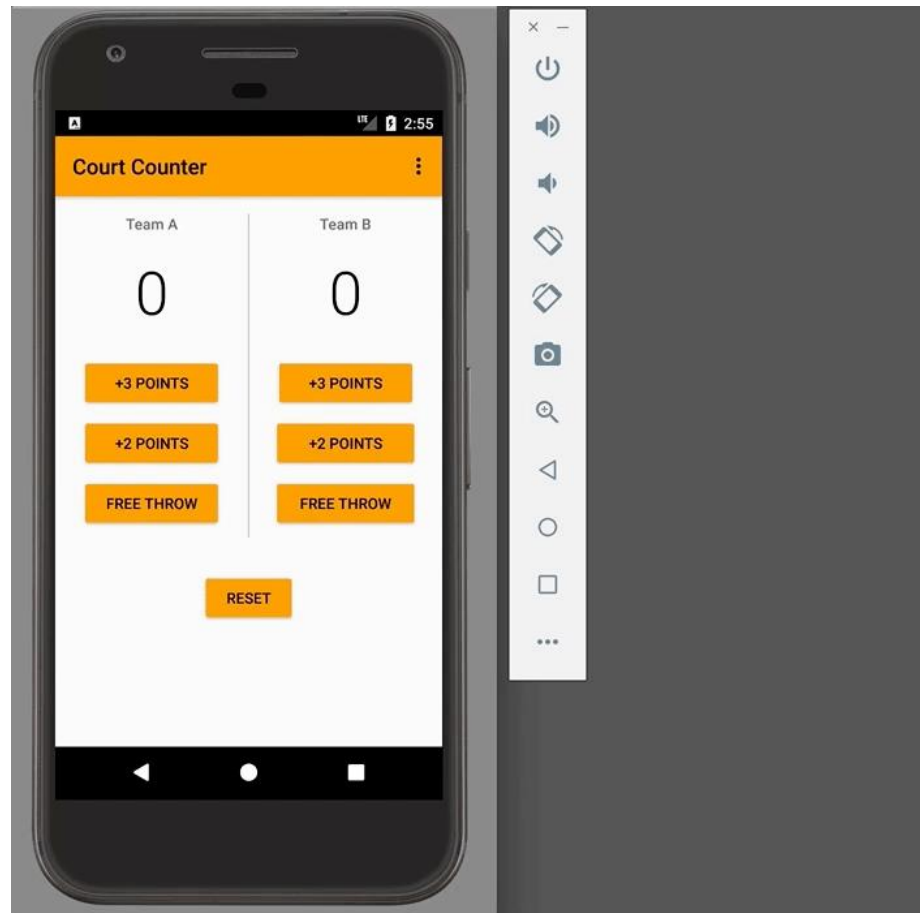 A
LTE 2:55
Court Counter
Team A Team B
0 0
+3 POINTS +3 POINTS
+2 POINTS +2 POINTS
FREE THROW FREE THROW
RESET